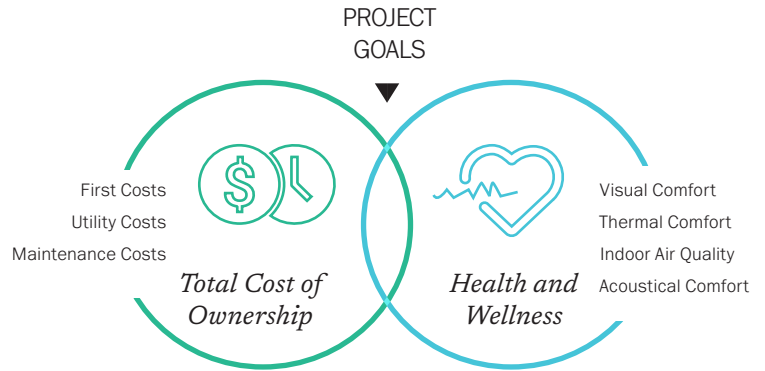 PROJECT
GOALS
$
First Costs
Utility Costs
Maintenance Costs
Total Cost of
Ownership
Health and
Wellness
Visual Comfort
Thermal Comfort
Indoor Air Quality
Acoustical Comfort